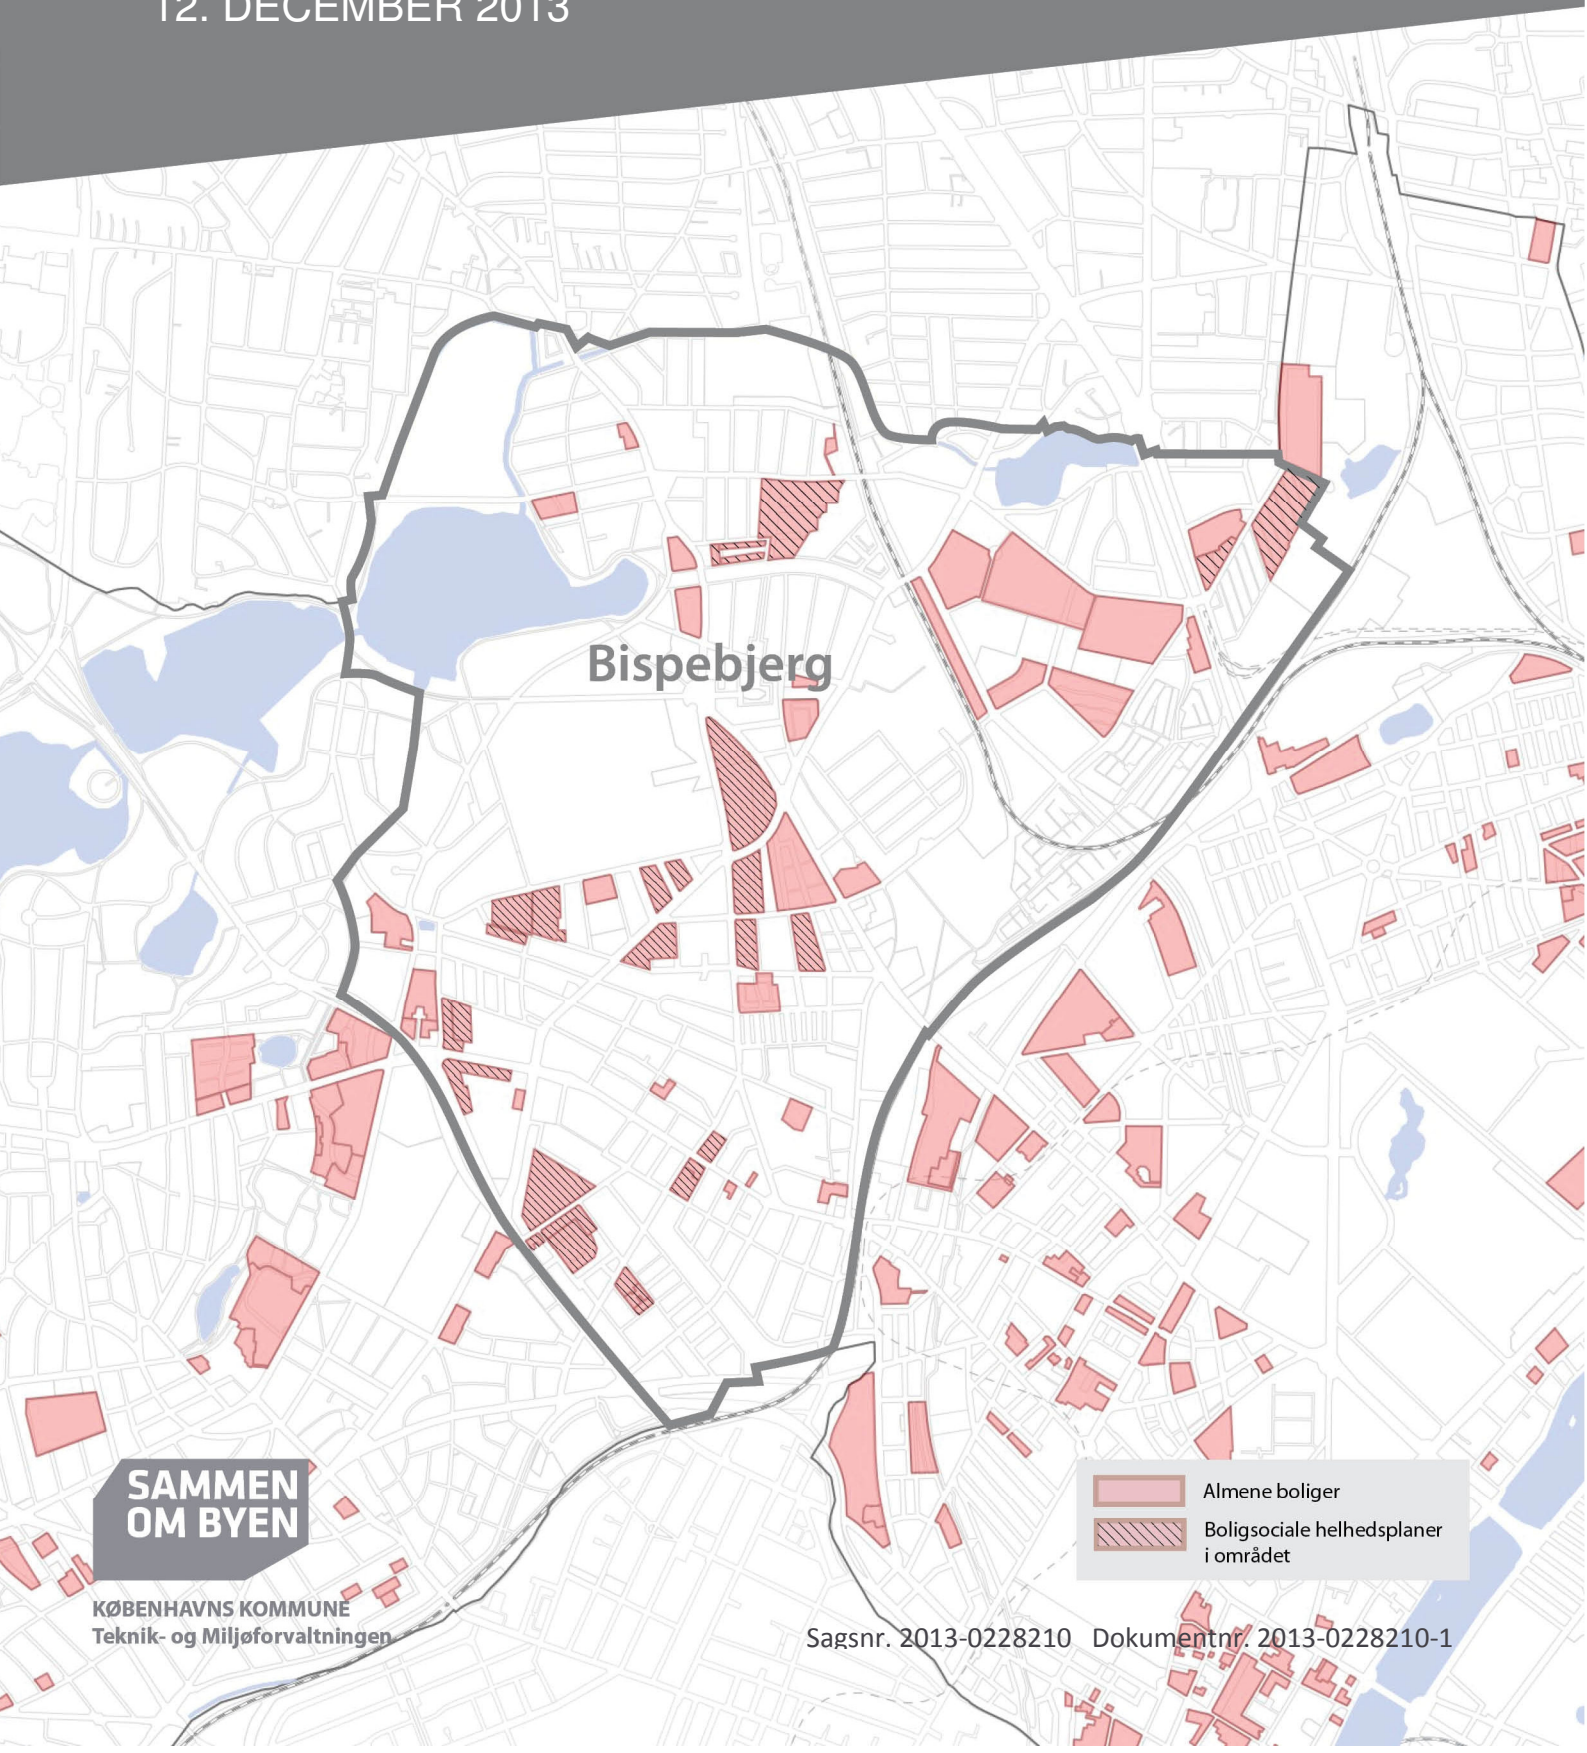 12. DECEMBER 2013
Bispebjerg
Almene boliger
Boligsociale helhedsplaner
i området
SAMMEN
OM BYEN
KØBENHAVNS KOMMUNE
Teknik- og Miljøforvaltningen
Sagsnr. 2013-0228210 Dokumentnr. 2013-0228210-1